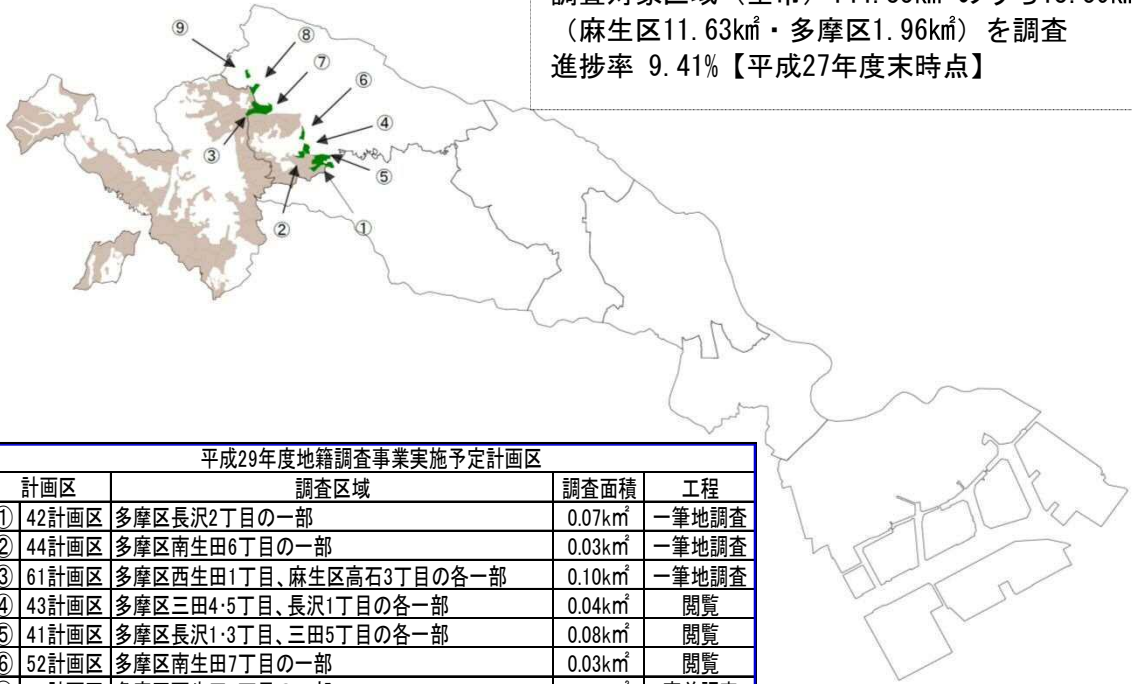 （麻生区11.63㎢・多摩区1.96㎢）を調査
進捗率 9.41%【平成27年度末時点】
⑨
⑧
⑦
⑥
④
③
⑤
②
①
平成29年度地籍調査事業実施予定計画区
計画区 調査区域 調査面積 工程
① 42計画区 多摩区長沢2丁目の一部 0.07k㎡ 一筆地調査
② 44計画区 多摩区南生田6丁目の一部 0.03k㎡ 一筆地調査
③ 61計画区 多摩区西生田1丁目、麻生区高石3丁目の各一部 0.10k㎡ 一筆地調査
④ 43計画区 多摩区三田4･5丁目、長沢1丁目の各一部 0.04k㎡ 閲覧
⑤ 41計画区 多摩区長沢1･3丁目、三田5丁目の各一部 0.08k㎡ 閲覧
⑥ 52計画区 多摩区南生田7丁目の一部 0.03k㎡ 閲覧